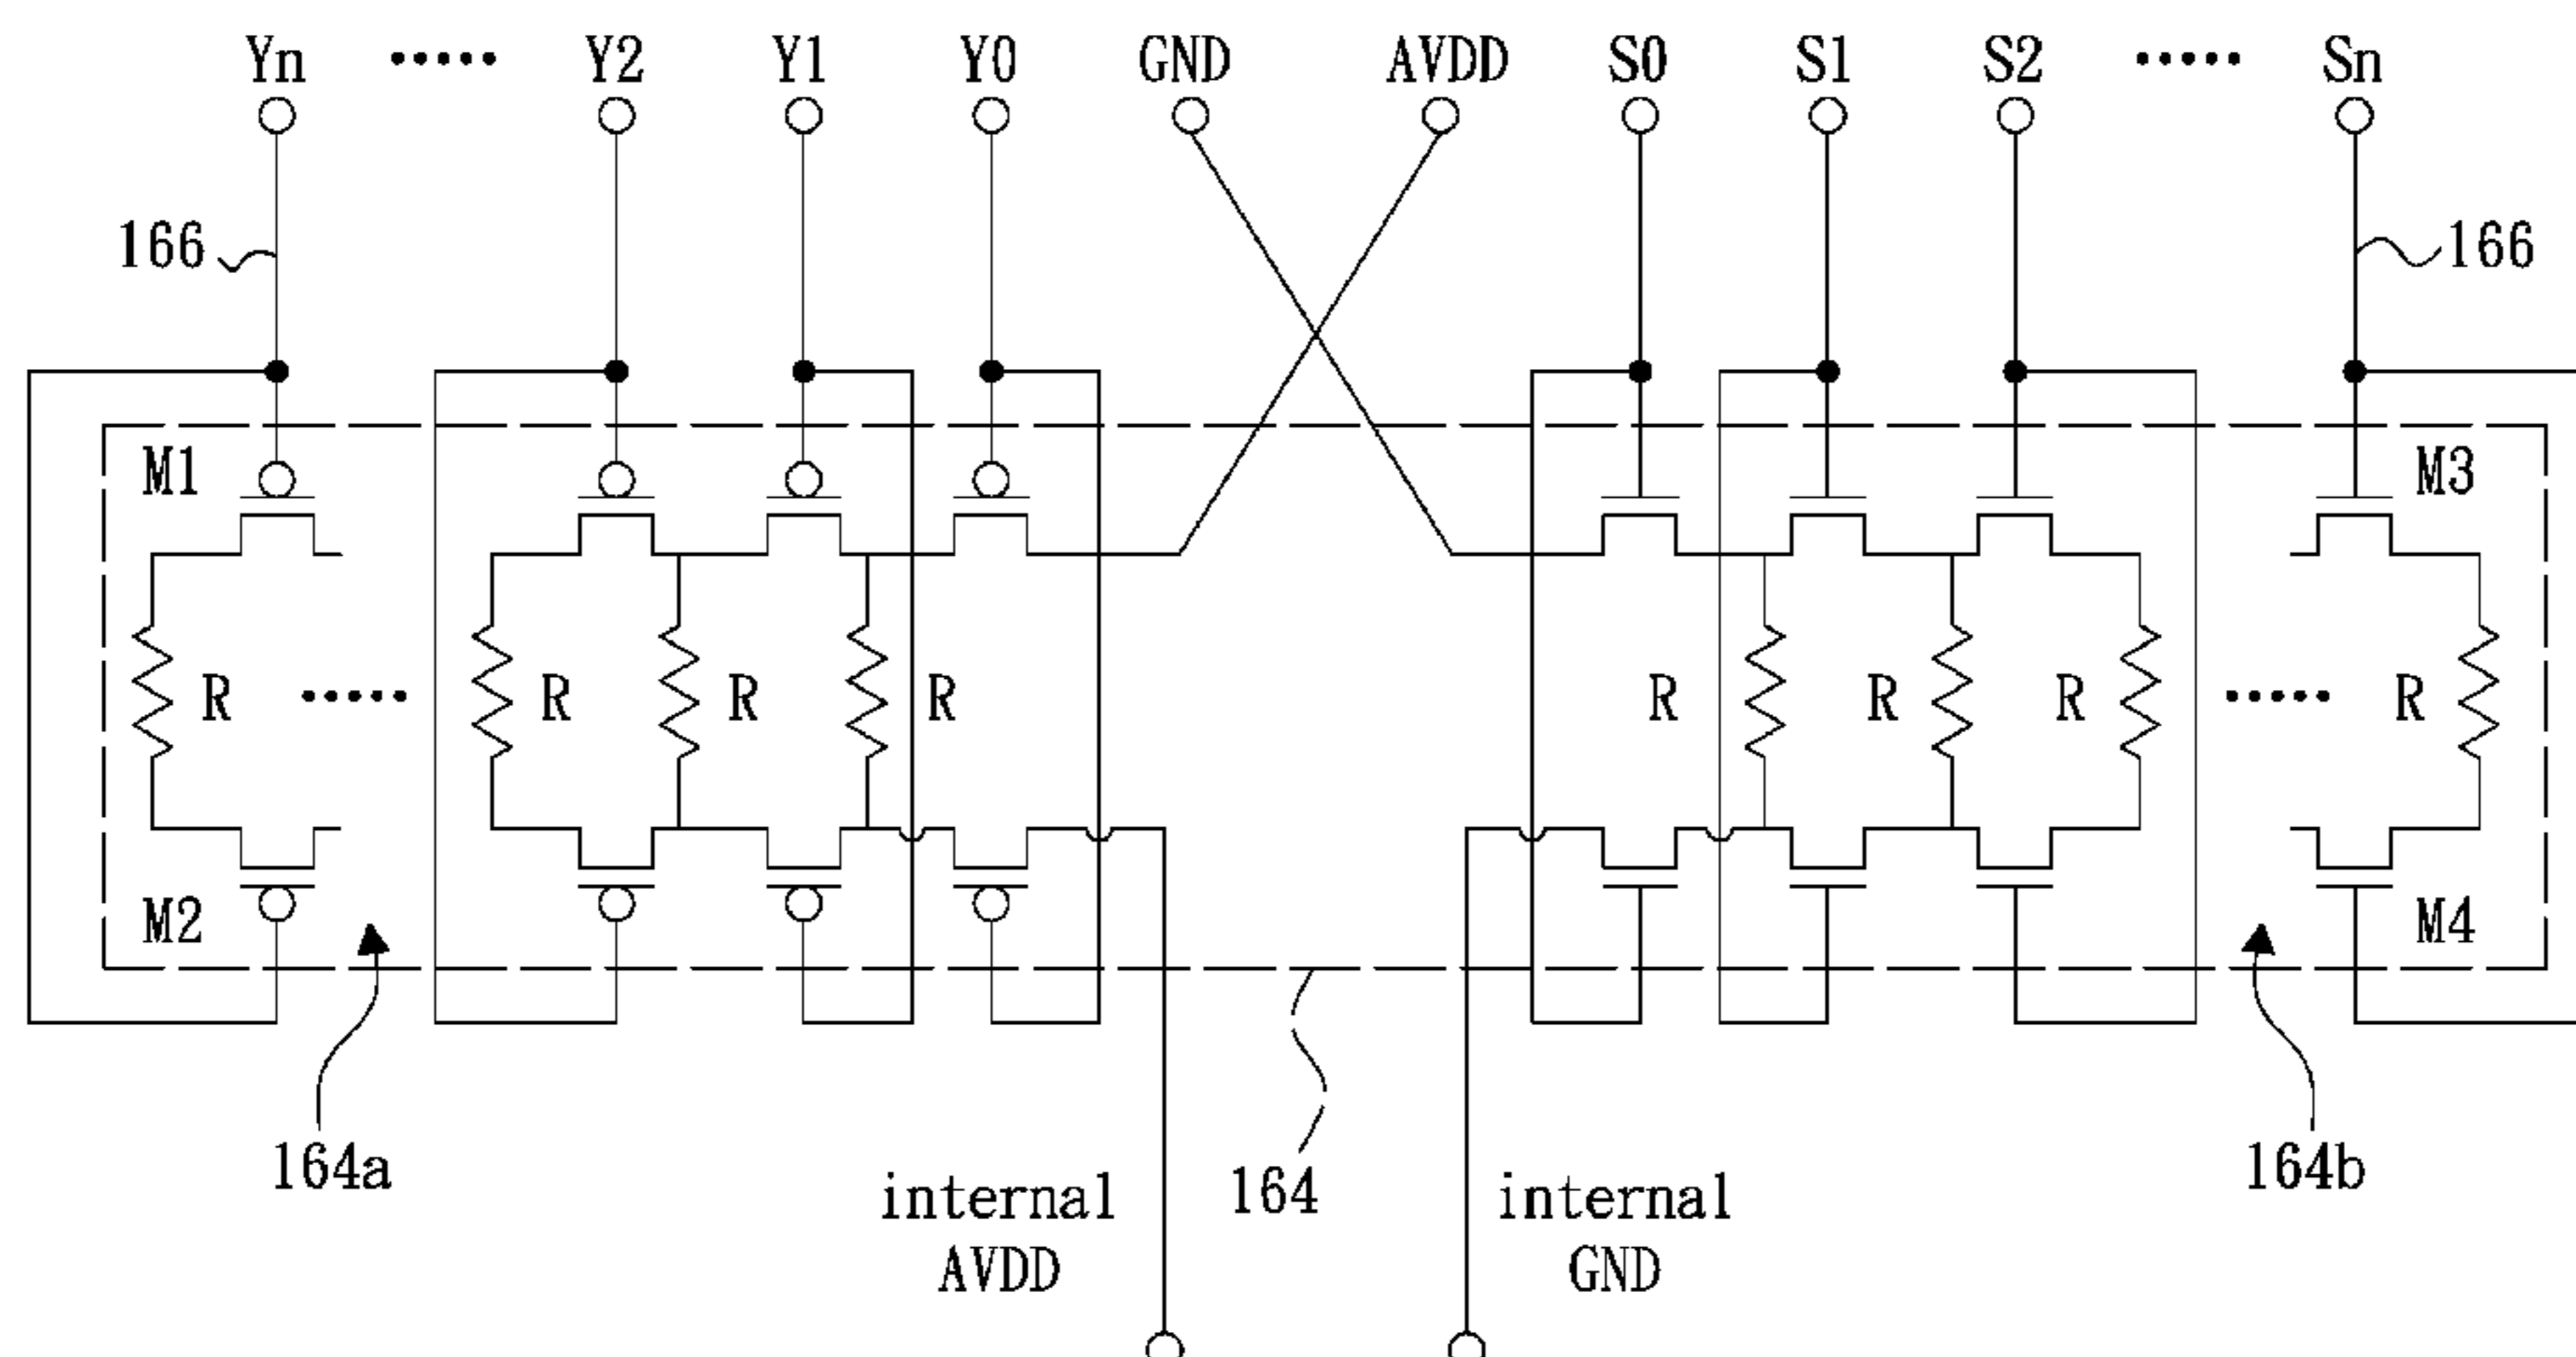 Yn ..... Y2 Y1 Y0 GND AVDD S0 S1 S2 ..... Sn
166 166
M1 M3
R ..... R R R R R R ..... R
M2 M4
164a 164 164b
internal internal
AVDD GND